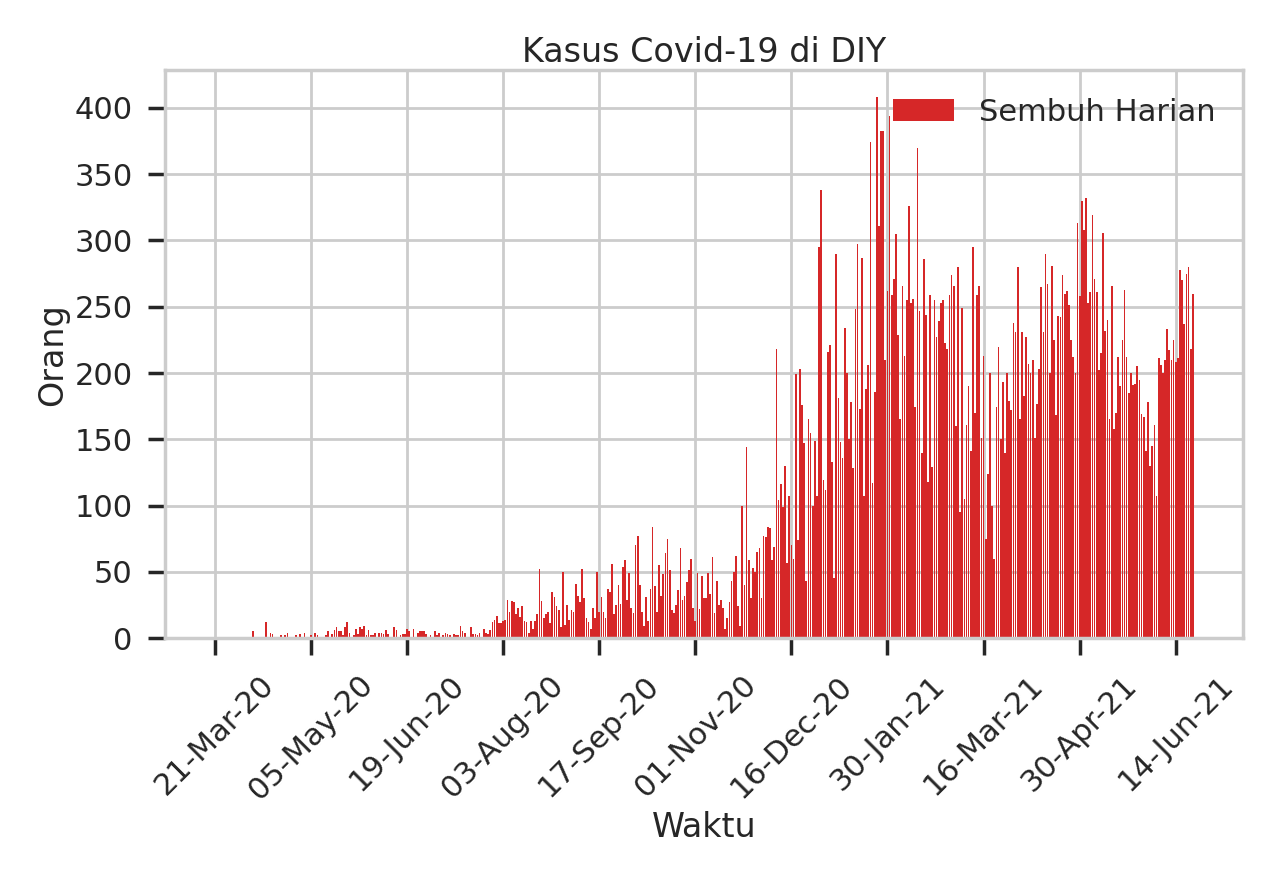 Kasus Covid-19 di DIY
Sembuh Harian
400
350
300
250
200
150
100
50
0
Orang
21-Mar-20
05-May-20
19-Jun-20
03-Aug-20
17-Sep-20
01-Nov-20
16-Dec-20
30-Jan-21
16-Mar-21
30-Apr-21
14-Jun-21
Waktu